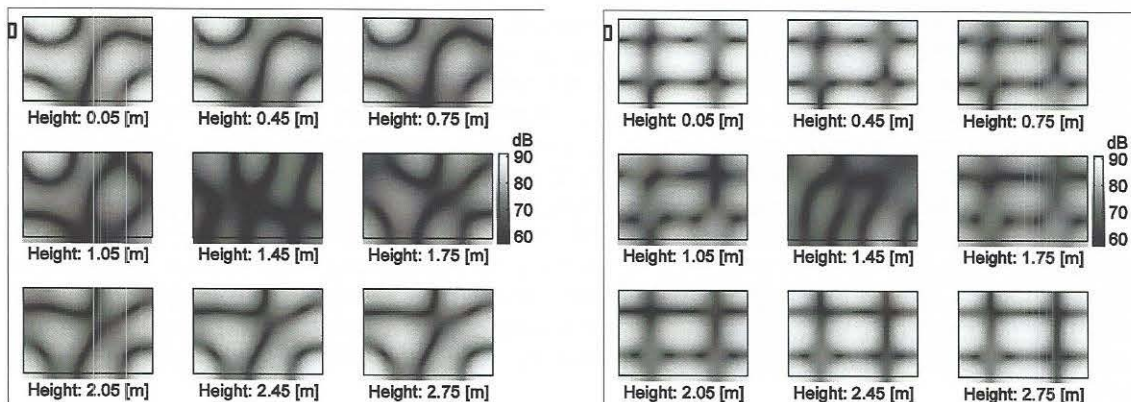 Height: 0.05 [m] Height: 0.45 [m] Height: 0.75 [m]
dB
90
80
70
60
Height: 1.05 [m] Height: 1.45 [m] Height: 1.75 [m]
Height: 2.05 [m] Height: 2.45 [m] Height: 2.75 [m]
Height: 0.05 [m] Height: 0.45 [m] Height: 0.75 [m]
dB
90
80
70
60
Height: 1.05 [m] Height: 1.45 [m] Height: 1.75 [m]
Height: 2.05 [m] Height: 2.45 [m] Height: 2.75 [m]